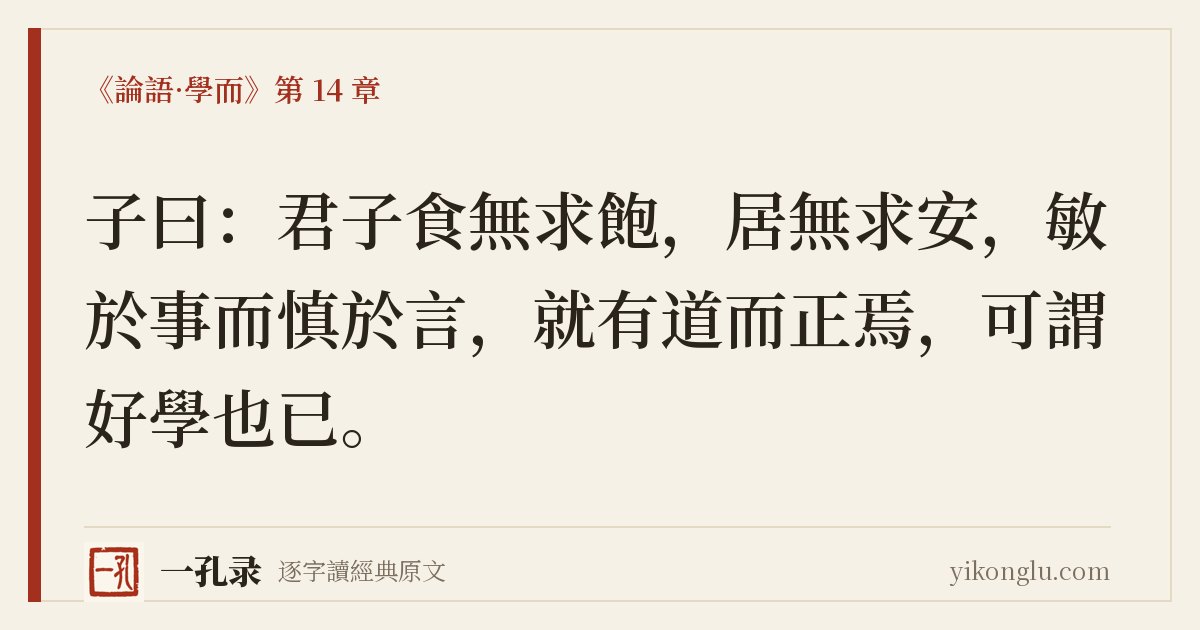 《論語·學而》第 14 章
子曰：君子食無求飽，居無求安，敏
於事而慎於言，就有道而正焉，可謂
好學也已。
一孔
一孔录 逐字讀經典原文 yikonglu.com